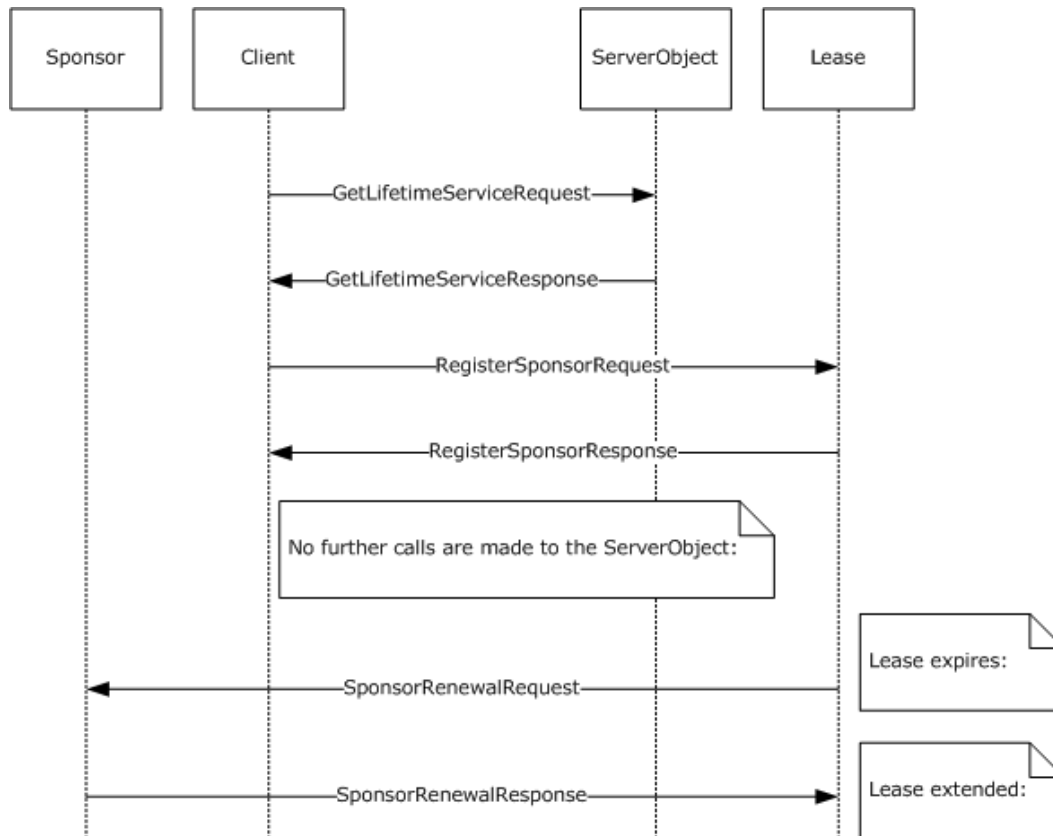 Sponsor
Client
ServerObject
Lease
GetLifetimeServiceRequest
GetLifetimeServiceResponse
RegisterSponsorRequest
RegisterSponsorResponse
No further calls are made to the ServerObject:
Lease expires:
SponsorRenewalRequest
Lease extended:
SponsorRenewalResponse